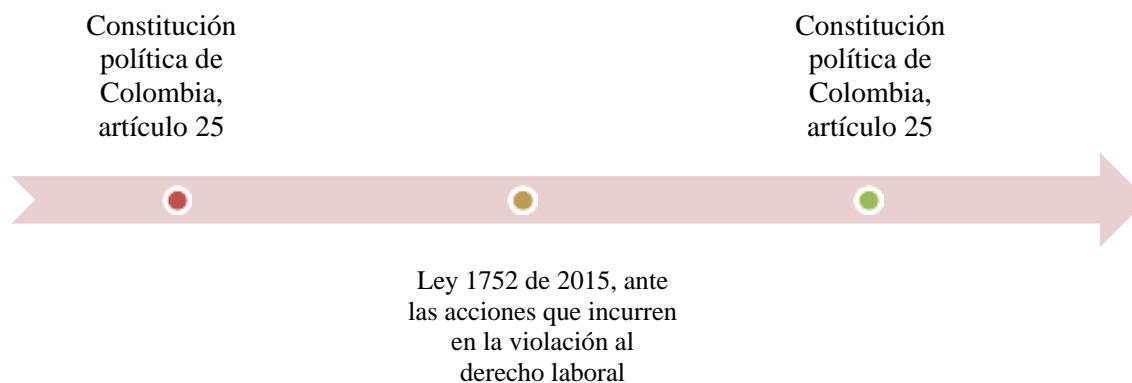 Constitución
política de
Colombia,
artículo 25
Ley 1752 de 2015, ante
las acciones que incurren
en la violación al
derecho laboral
Constitución
política de
Colombia,
artículo 25